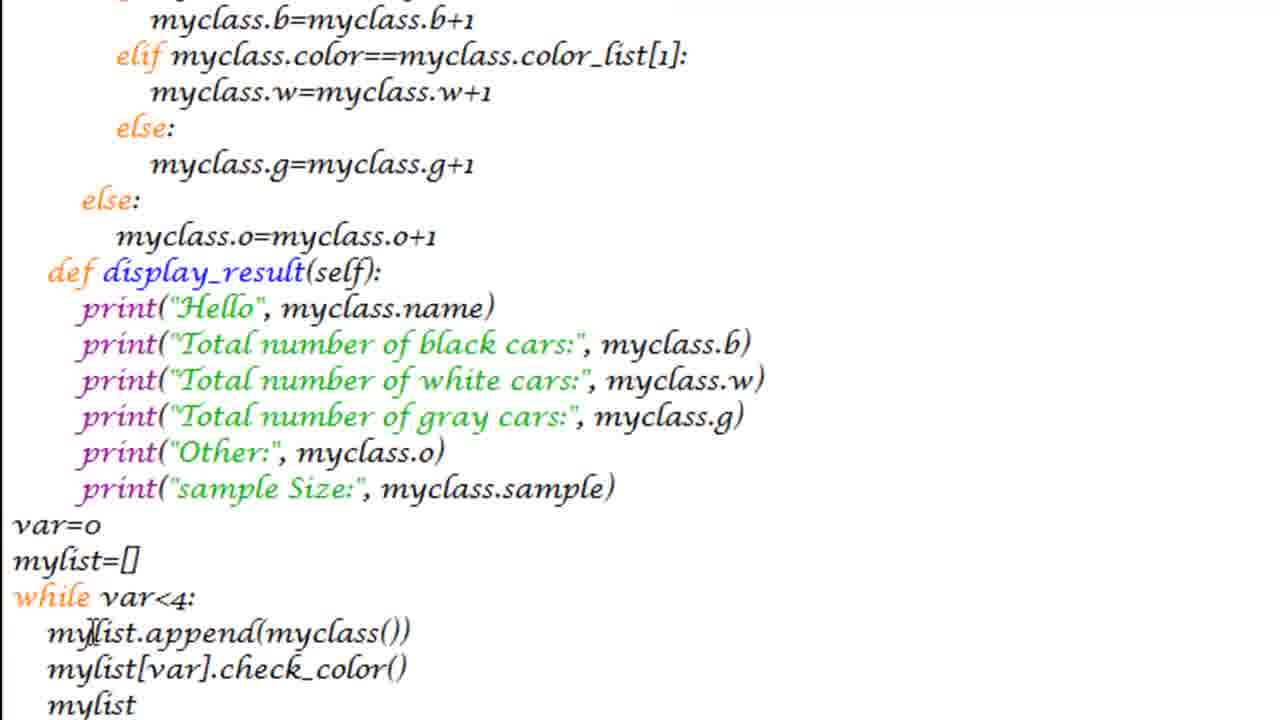 myclass.b=myclass.b+1
elif myclass.color==myclass.color_list[1]:
myclass.w=myclass.w+1
else:
myclass.g=myclass.g+1
else:
myclass.o=myclass.o+1
def display_result(self):
print("Hello", myclass.name)
print("Total number of black cars:", myclass.b)
print("Total number of white cars:", myclass.w)
print("Total number of gray cars:", myclass.g)
print("Other:", myclass.o)
print("sample Size:", myclass.sample)
var=0
mylist=[]
while var<4:
mylist.append(myclass())
mylist[var].check_color()
mylist